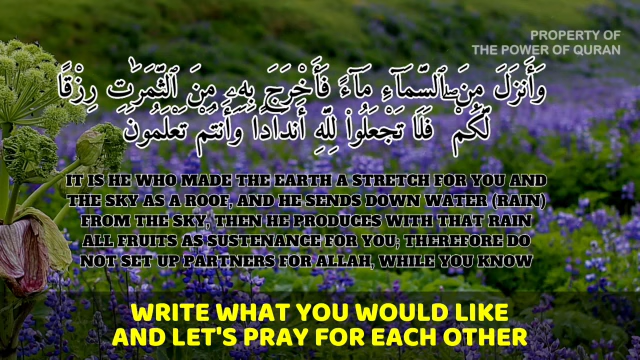 PROPERTY OF
THE POWER OF QURAN
وَأَنزَلَ مِنَ ٱلسَّمَآءِ مَآءً فَأَخْرَجَ بِهِۦ مِنَ ٱلثَّمَرَٰتِ رِزْقًا
لَّكُمْ ۖ فَلَا تَجْعَلُوا۟ لِلَّهِ أَندَادًا وَأَنتُمْ تَعْلَمُونَ
IT IS HE WHO MADE THE EARTH A STRETCH FOR YOU AND
THE SKY AS A ROOF, AND HE SENDS DOWN WATER (RAIN)
FROM THE SKY, THEN HE PRODUCES WITH THAT RAIN
ALL FRUITS AS SUSTENANCE FOR YOU; THEREFORE DO
NOT SET UP PARTNERS FOR ALLAH, WHILE YOU KNOW
WRITE WHAT YOU WOULD LIKE
AND LET'S PRAY FOR EACH OTHER